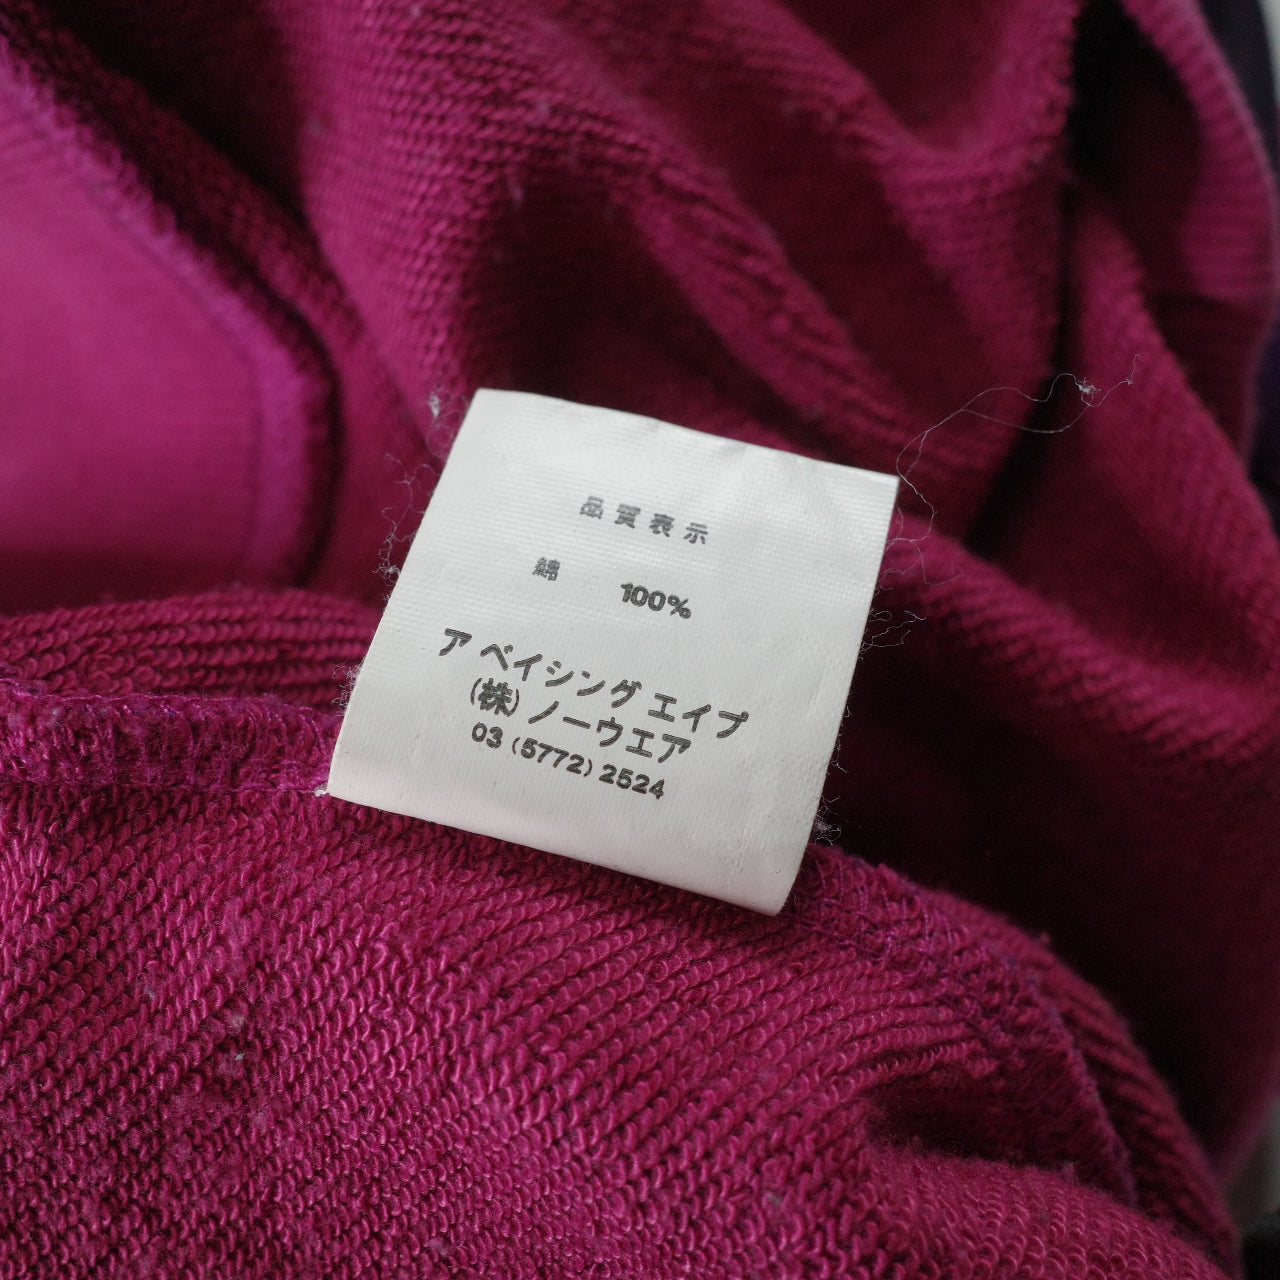 品質表示
綿 100%
ア ベイシング エイプ
(株)ノーウエア
03(5772)2524